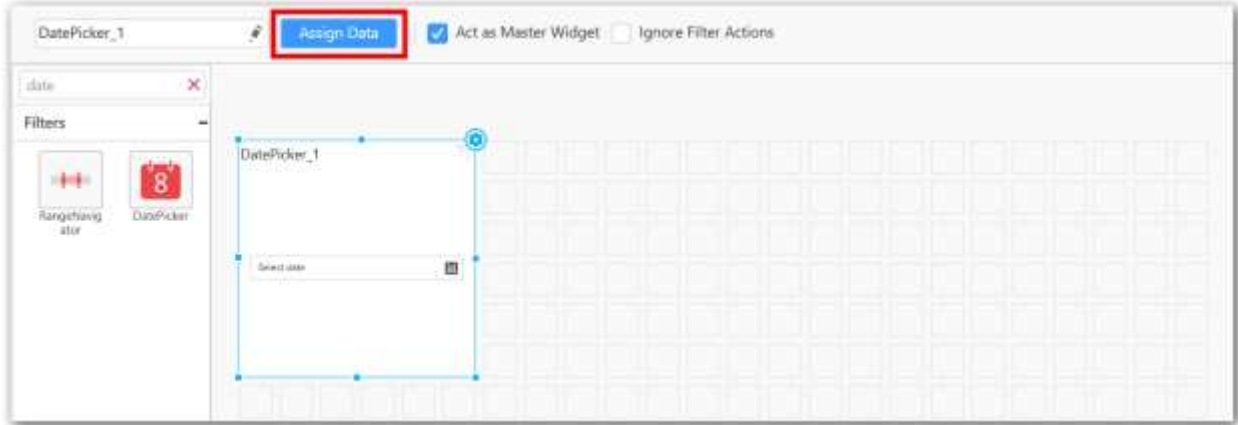 DatePicker_1
Assign Data
Act as Master Widget
Ignore Filter Actions
date
Filters
DatePicker_1
8
Rangenavig
ator
DatePicker
Select date